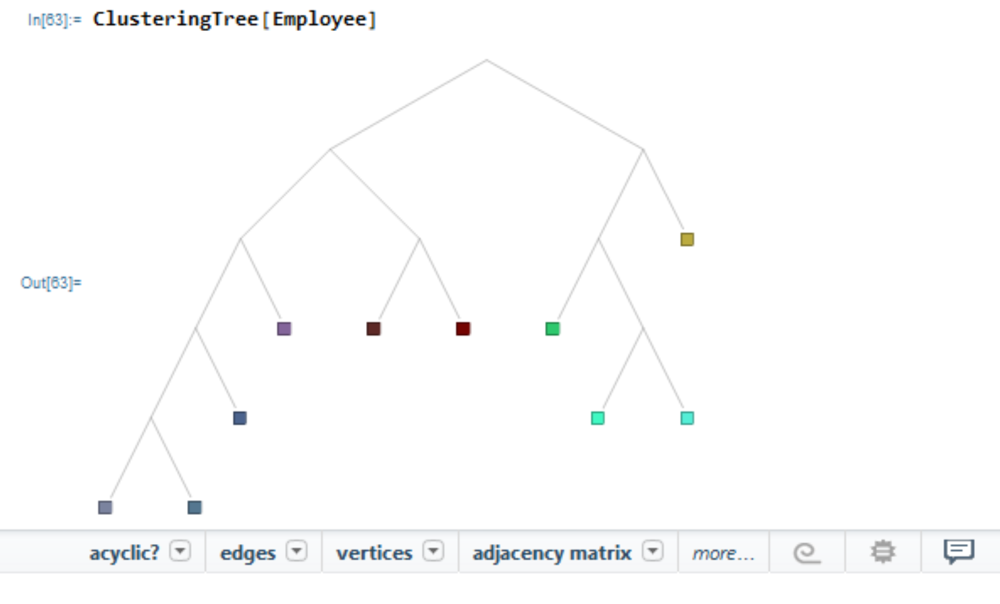 In[63]:= ClusteringTree[Employee]
Out[63]=
acyclic? edges vertices adjacency matrix more...